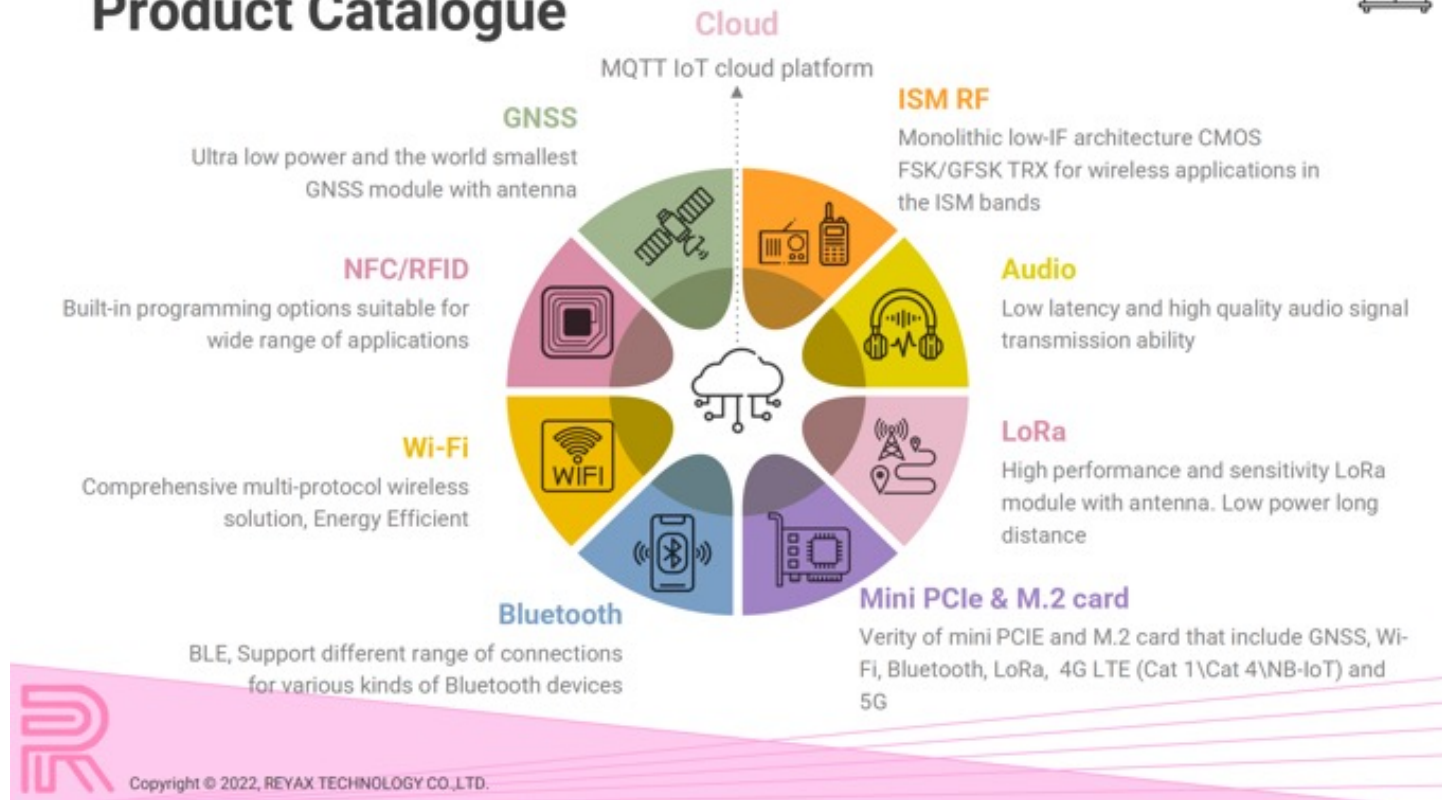 Product Catalogue
Cloud
MQTT IoT cloud platform
GNSS
Ultra low power and the world smallest
GNSS module with antenna
ISM RF
Monolithic low-IF architecture CMOS
FSK/GFSK TRX for wireless applications in
the ISM bands
NFC/RFID
Built-in programming options suitable for
wide range of applications
Audio
Low latency and high quality audio signal
transmission ability
Wi-Fi
Comprehensive multi-protocol wireless
solution, Energy Efficient
WiFi
LoRa
High performance and sensitivity LoRa
module with antenna. Low power long
distance
Bluetooth
BLE, Support different range of connections
for various kinds of Bluetooth devices
Mini PCIe & M.2 card
Verity of mini PCIE and M.2 card that include GNSS, Wi-
Fi, Bluetooth, LoRa, 4G LTE (Cat 1\Cat 4\NB-IoT) and
5G
Copyright © 2022, REYAX TECHNOLOGY CO.,LTD.